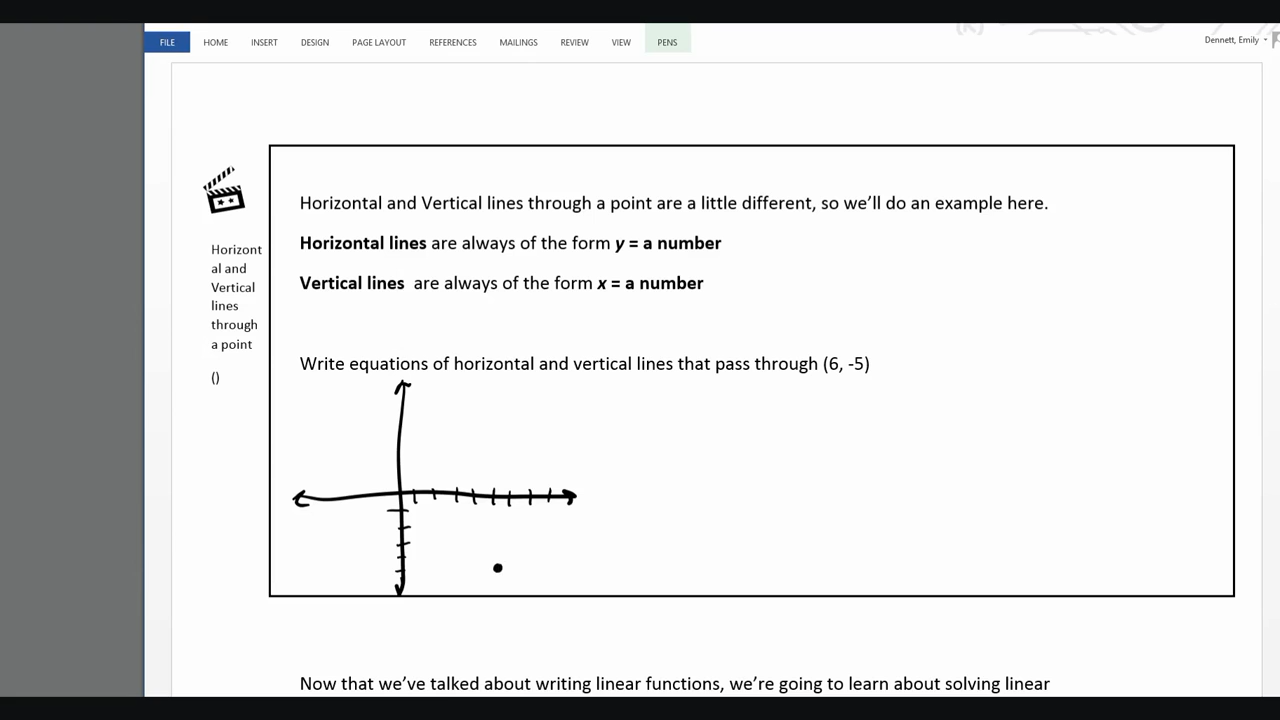 FILE HOME INSERT DESIGN PAGE LAYOUT REFERENCES MAILINGS REVIEW VIEW PENS
Dennett, Emily
Horizontal and Vertical lines through a point are a little different, so we’ll do an example here.
Horizontal lines are always of the form y = a number
Vertical lines are always of the form x = a number
Horizont
al and
Vertical
lines
through
a point
()
Write equations of horizontal and vertical lines that pass through (6, -5)
Now that we’ve talked about writing linear functions, we’re going to learn about solving linear